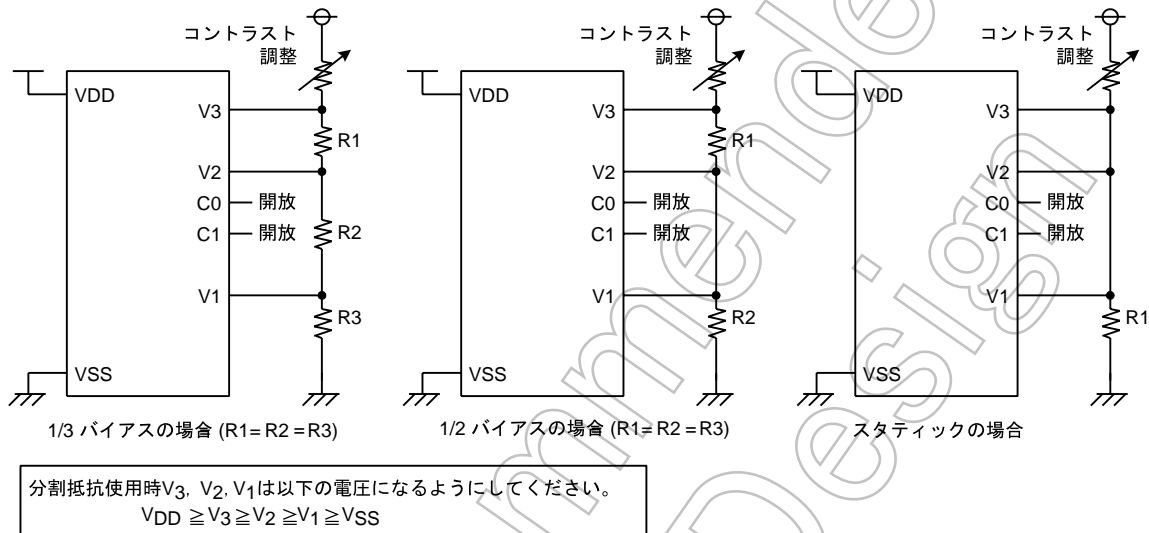 コントラスト
調整
VDD
V3
R1
V2
C0
開放
C1
開放
R2
V1
R3
VSS
1/3 バイアスの場合 (R1=R2=R3)
コントラスト
調整
VDD
V3
R1
V2
C0
開放
C1
開放
V1
R2
VSS
1/2 バイアスの場合 (R1=R2=R3)
コントラスト
調整
VDD
V3
V2
C0
開放
C1
開放
V1
R1
VSS
スタティックの場合
分割抵抗使用時V3, V2, V1は以下の電圧になるようにしてください。
VDD ≧V3≧V2 ≧V1≧VSS
mmende
Design